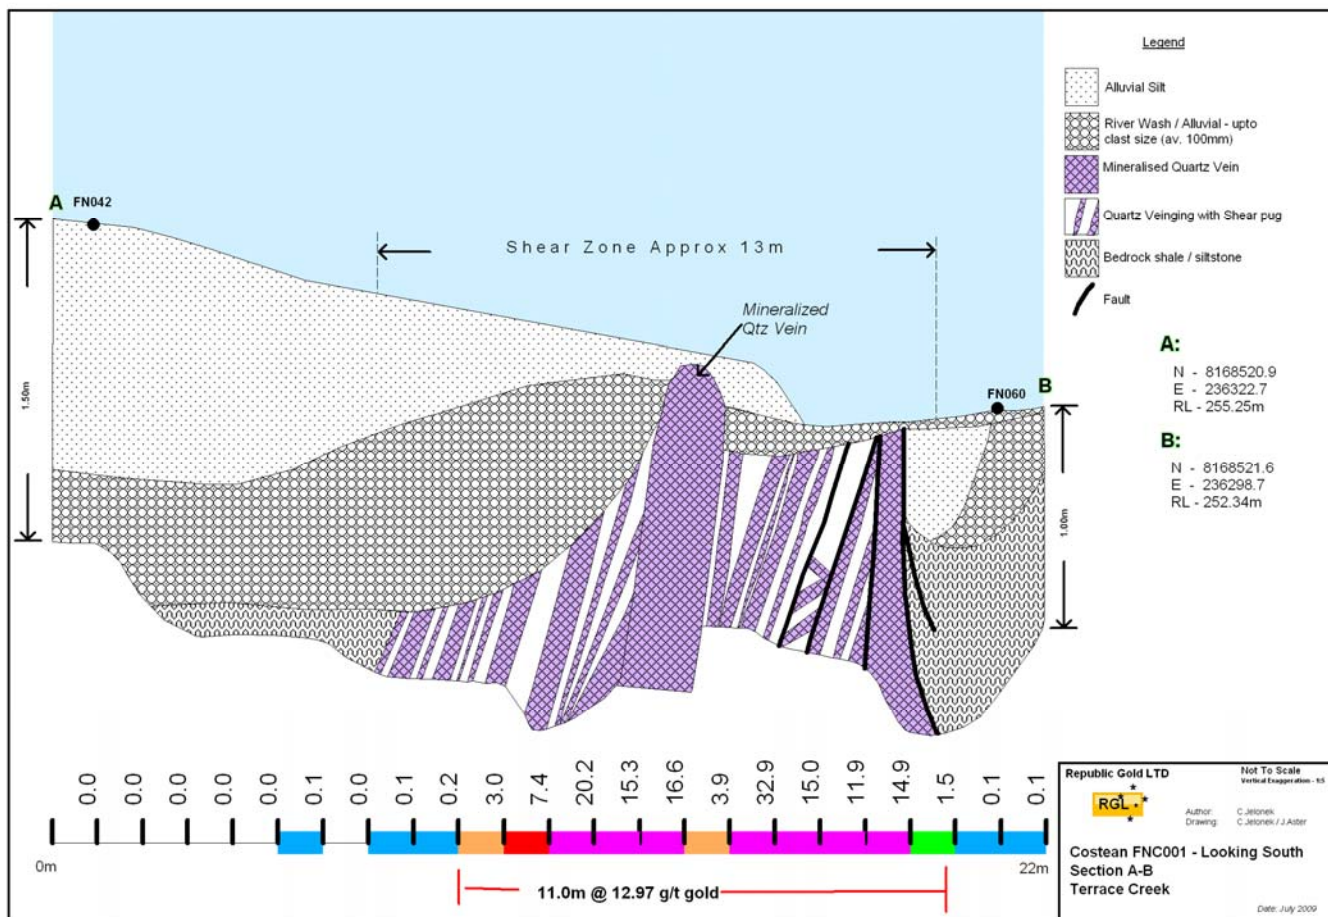 Legend
Alluvial Silt
River Wash / Alluvial - upto
clast size (av. 100mm)
Mineralised Quartz Vein
Quartz Veinging with Shear pug
Bedrock shale / siltstone
Fault
A
FN042
Shear Zone Approx 13m
Mineralized
Qtz Vein
1.50m
FN060
B
1.00m
A:
N - 8168520.9
E - 236322.7
RL - 255.25m
B:
N - 8168521.6
E - 236298.7
RL - 252.34m
0.0 0.0 0.0 0.0 0.0 0.1 0.0 0.1 0.2 3.0 7.4 20.2 15.3 16.6 3.9 32.9 15.0 11.9 14.9 1.5 0.1 0.1
0m
22m
11.0m @ 12.97 g/t gold
Republic Gold LTD
Not To Scale
Vertical Exaggeration - 1:5
RGL
Author: C.Jelonek
Drawing: C.Jelonek / J.Aster
Costean FNC001 - Looking South
Section A-B
Terrace Creek
Date: July 2009